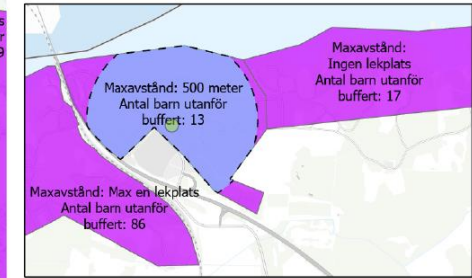 s
r
9
Maxavstånd: 500 meter
Antal barn utanför
buffert: 13
Maxavstånd:
Ingen lekplats
Antal barn utanför
buffert: 17
Maxavstånd: Max en lekplats
Antal barn utanför
buffert: 86